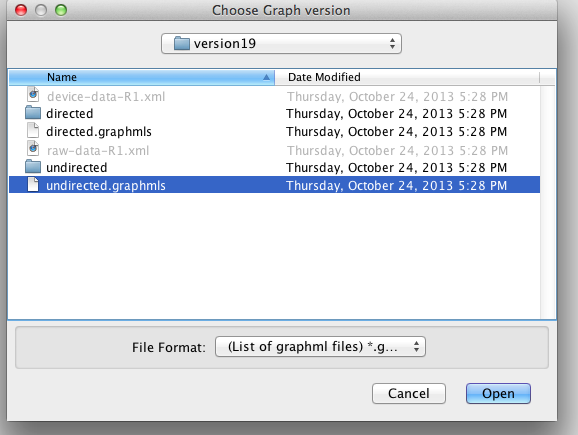 Choose Graph version
version19
Name Date Modified
device-data-R1.xml Thursday, October 24, 2013 5:28 PM
directed Thursday, October 24, 2013 5:28 PM
directed.graphmls Thursday, October 24, 2013 5:28 PM
raw-data-R1.xml Thursday, October 24, 2013 5:28 PM
undirected Thursday, October 24, 2013 5:28 PM
undirected.graphmls Thursday, October 24, 2013 5:28 PM
File Format: (List of graphml files) *.g...
Cancel Open